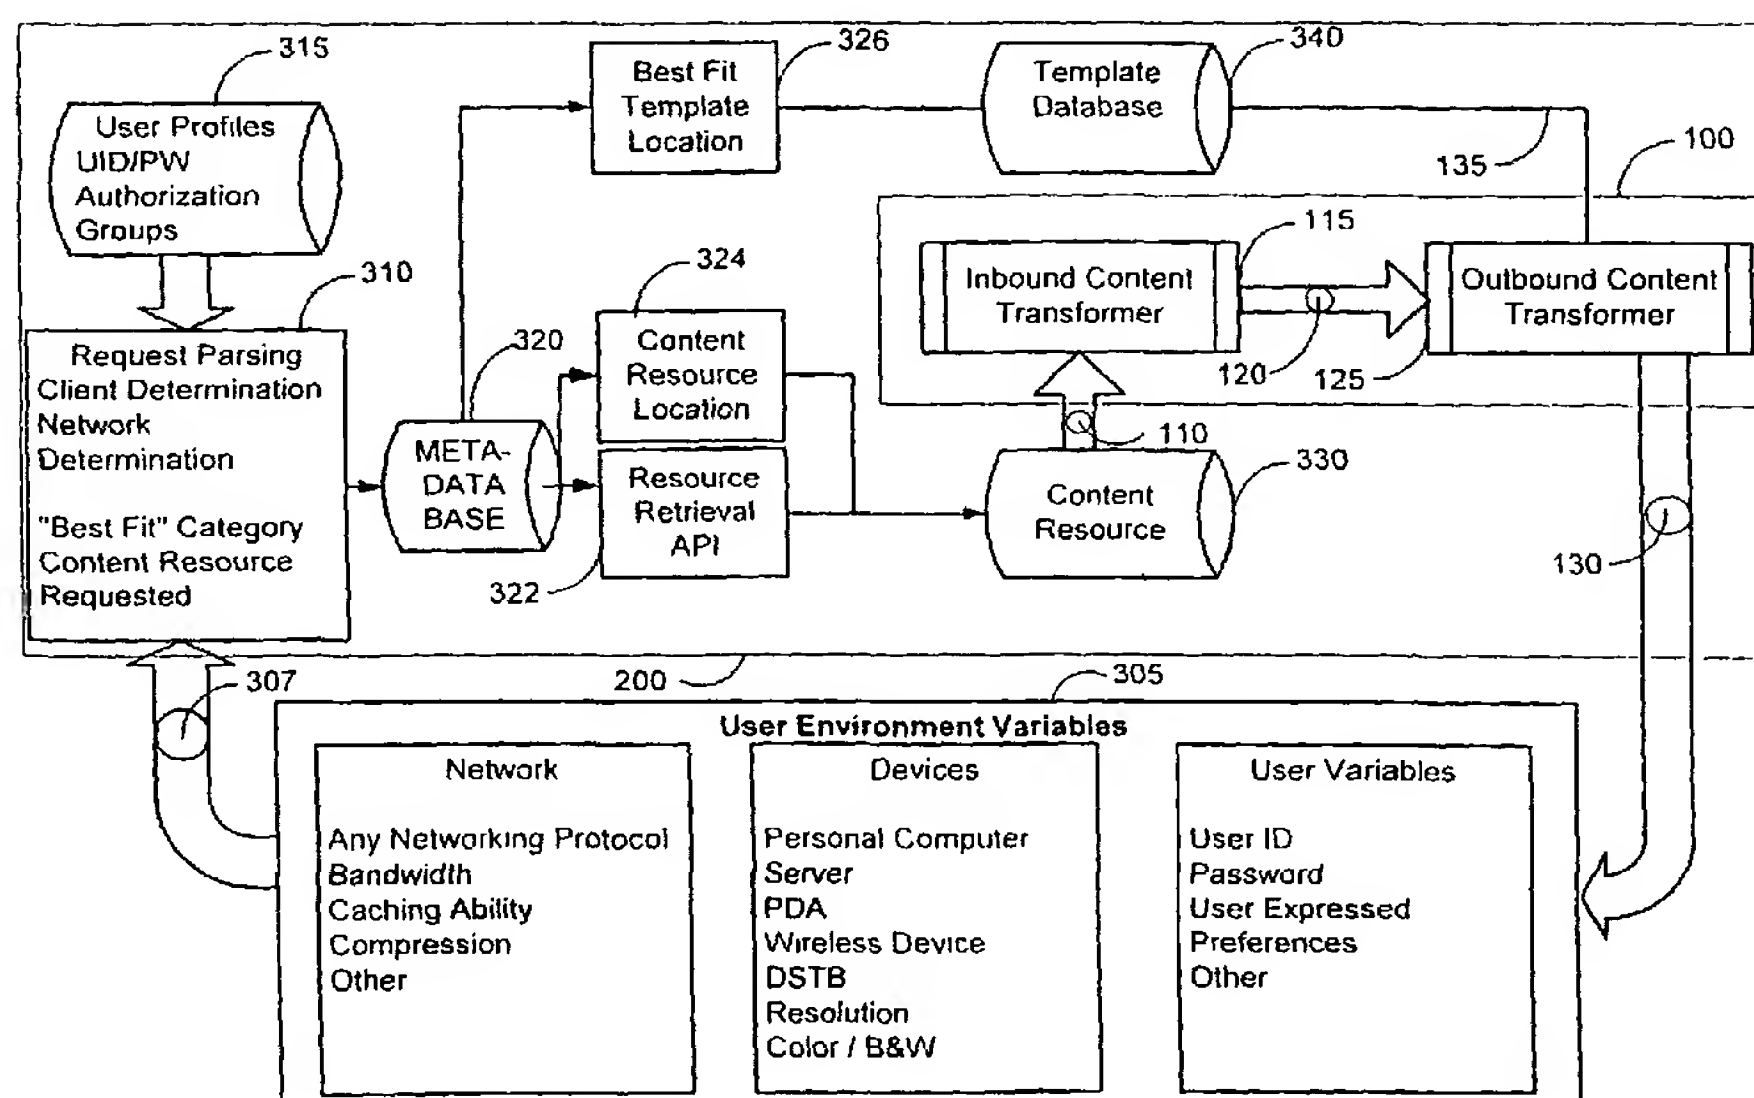 315
User Profiles
UID/PW
Authorization
Groups
326
Best Fit
Template
Location
340
Template
Database
135
100
310
Request Parsing
Client Determination
Network
Determination
"Best Fit" Category
Content Resource
Requested
320
META-
DATA
BASE
324
Content
Resource
Location
Resource
Retrieval
API
322
115
Inbound Content
Transformer
120
125
Outbound Content
Transformer
110
330
Content
Resource
130
307
200
305
User Environment Variables
Network
Any Networking Protocol
Bandwidth
Caching Ability
Compression
Other
Devices
Personal Computer
Server
PDA
Wireless Device
DSTB
Resolution
Color / B&W
User Variables
User ID
Password
User Expressed
Preferences
Other